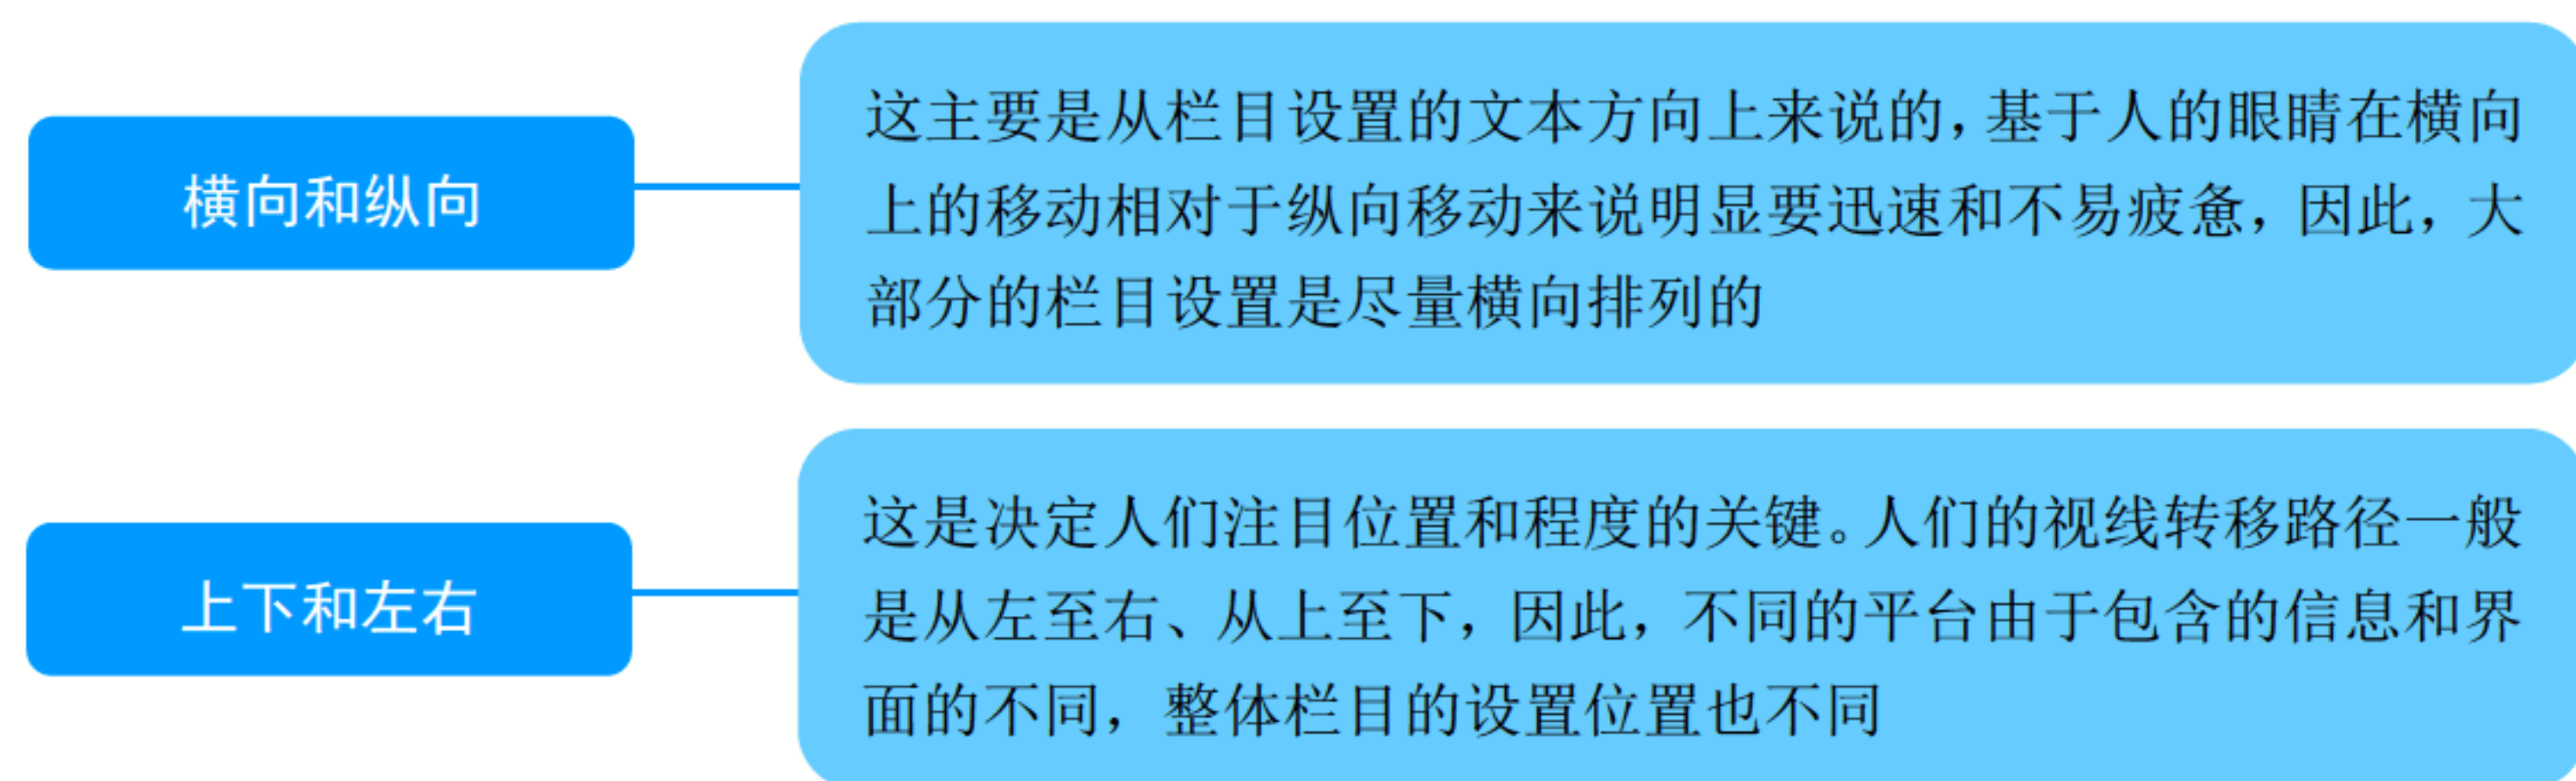 横向和纵向
这主要是从栏目设置的文本方向上来说的，基于人的眼睛在横向
上的移动相对于纵向移动来说明显要迅速和不易疲惫，因此，大
部分的栏目设置是尽量横向排列的
上下和左右
这是决定人们注目位置和程度的关键。人们的视线转移路径一般
是从左至右、从上至下，因此，不同的平台由于包含的信息和界
面的不同，整体栏目的设置位置也不同